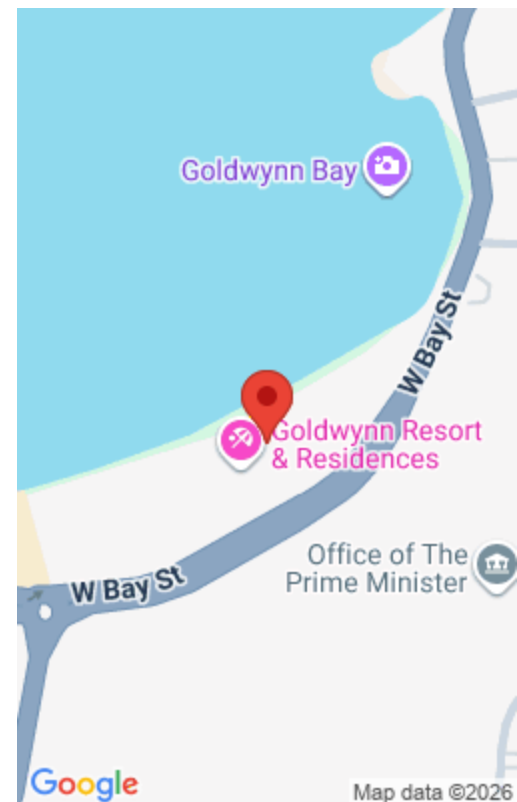 Goldwynn Bay
W Bay St
Goldwynn Resort
& Residences
Office of The
Prime Minister
W Bay St
Google
Map data ©2026